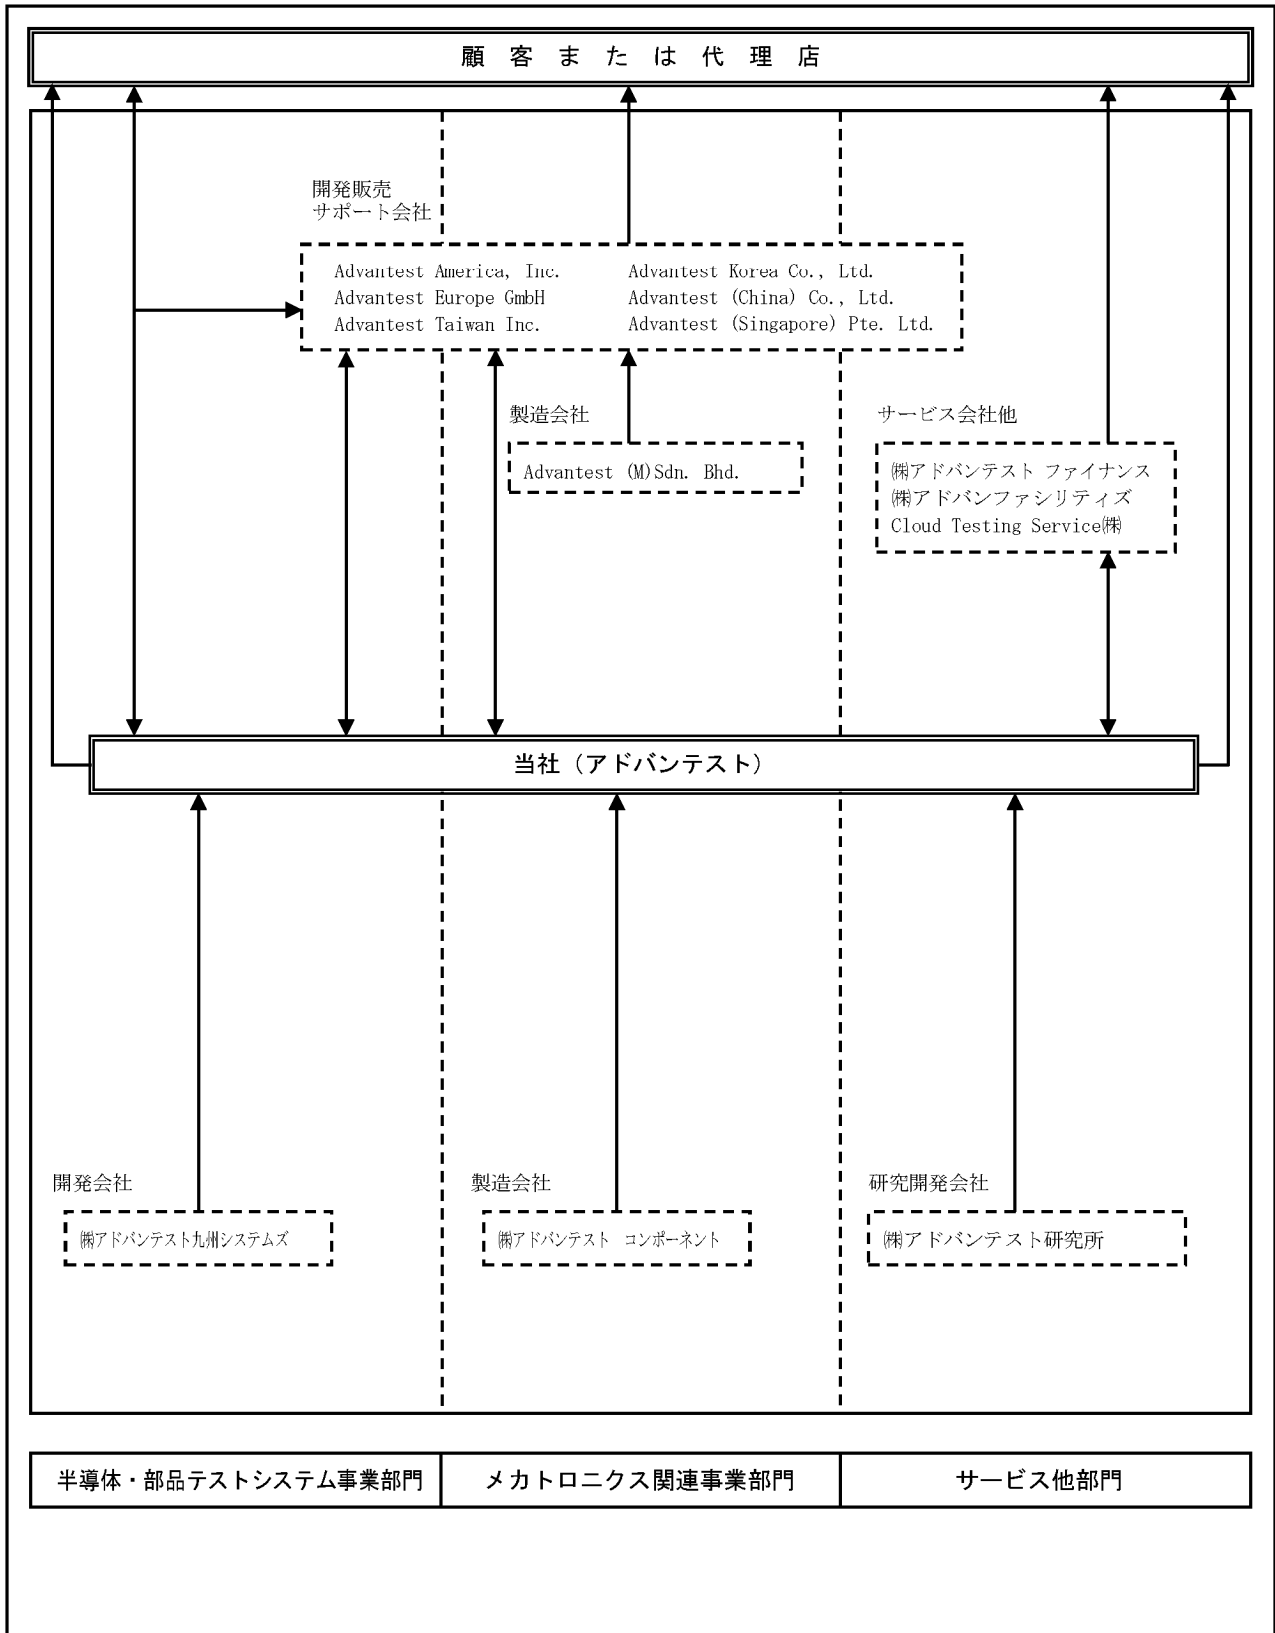 顧客または代理店
開発販売
サポート会社
Advantest America, Inc. Advantest Korea Co., Ltd.
Advantest Europe GmbH Advantest (China) Co., Ltd.
Advantest Taiwan Inc. Advantest (Singapore) Pte. Ltd.
製造会社
Advantest (M)Sdn. Bhd.
サービス会社他
㈱アドバンテスト ファイナンス
㈱アドバンファシリティズ
Cloud Testing Service㈱
当社（アドバンテスト）
開発会社
㈱アドバンテスト九州システムズ
製造会社
㈱アドバンテスト コンポーネント
研究開発会社
㈱アドバンテスト研究所
半導体・部品テストシステム事業部門
メカトロニクス関連事業部門
サービス他部門